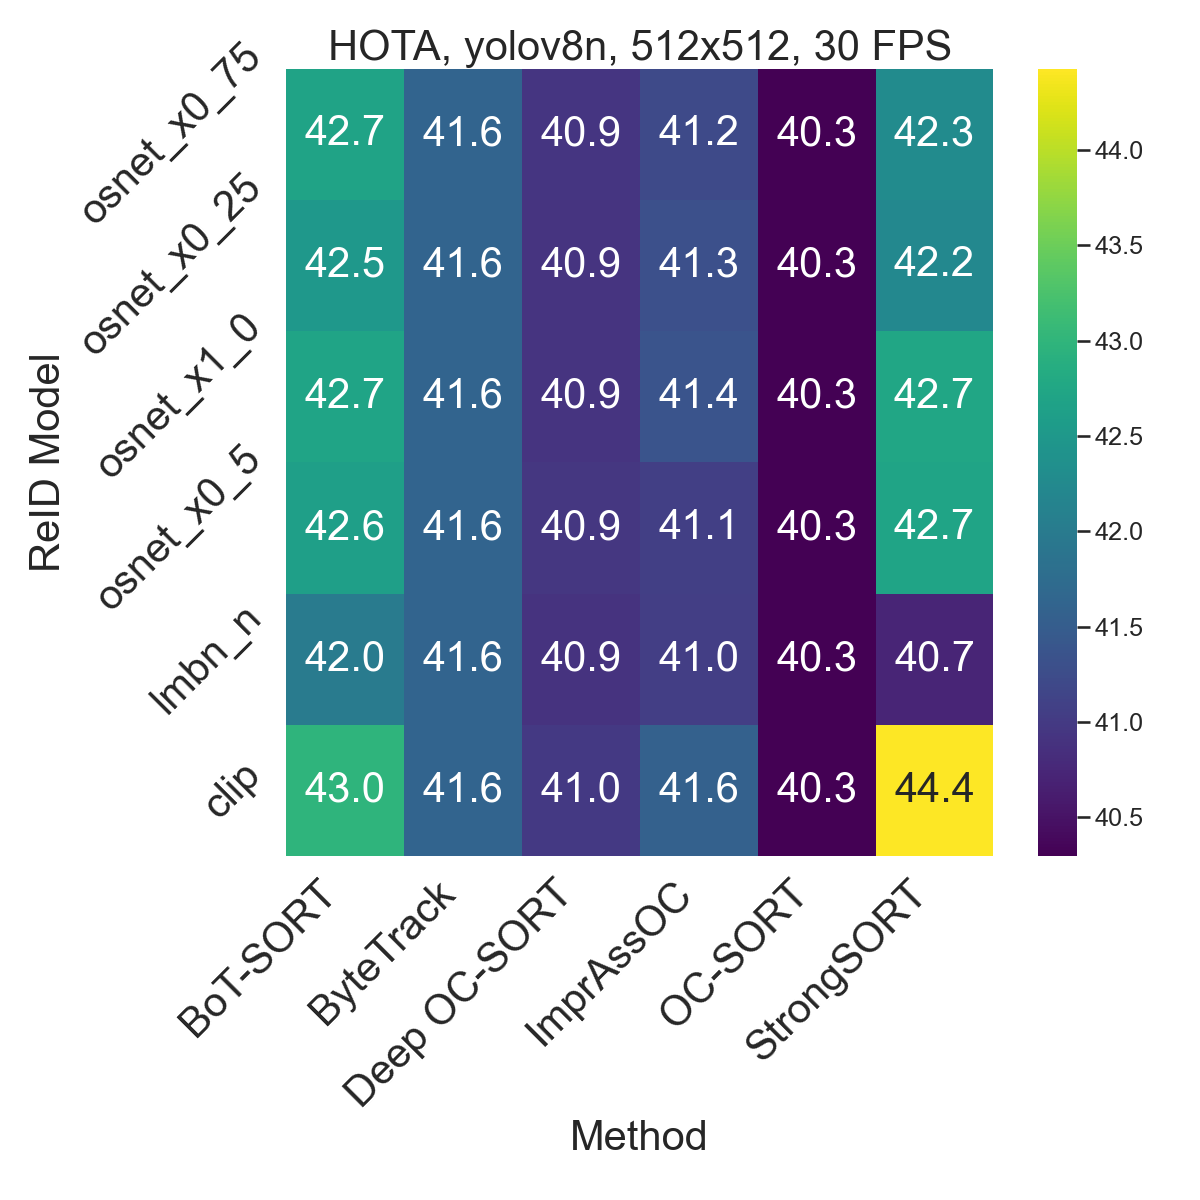 HOTA, yolov8n, 512x512, 30 FPS
ReID Model
osnet_x0_75
42.7 41.6 40.9 41.2 40.3 42.3
osnet_x0_25
42.5 41.6 40.9 41.3 40.3 42.2
osnet_x1_0
42.7 41.6 40.9 41.4 40.3 42.7
osnet_x0_5
42.6 41.6 40.9 41.1 40.3 42.7
lmbn_n
42.0 41.6 40.9 41.0 40.3 40.7
clip
43.0 41.6 41.0 41.6 40.3 44.4
BoT-SORT
ByteTrack
Deep OC-SORT
ImprAssOC
OC-SORT
StrongSORT
Method
44.0
43.5
43.0
42.5
42.0
41.5
41.0
40.5